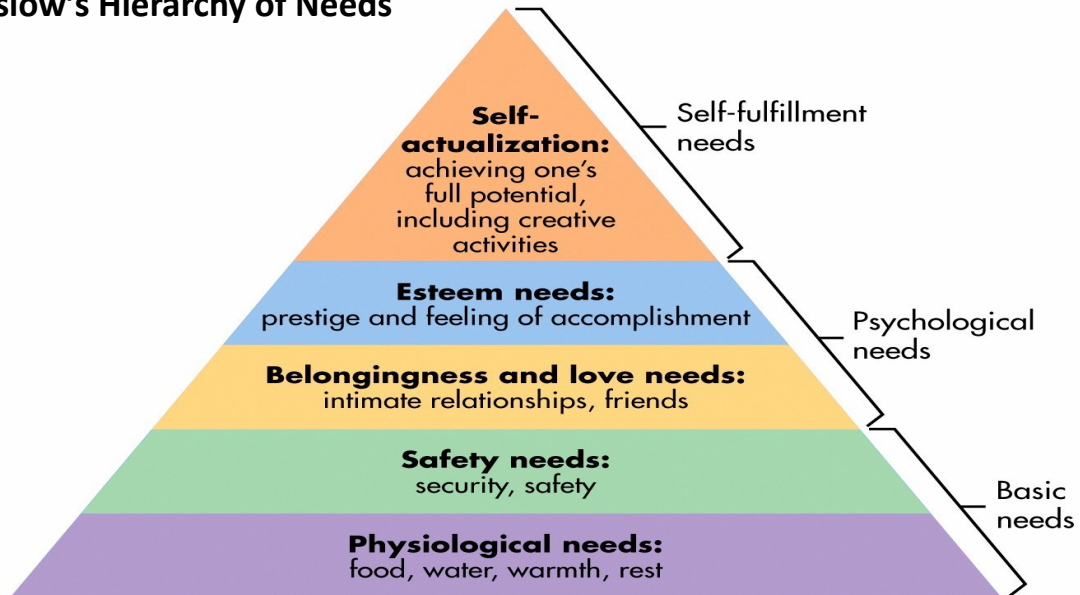 slow's Hierarchy of Needs
Self-
actualization:
achieving one's
full potential,
including creative
activities
Self-fulfillment
needs
Esteem needs:
prestige and feeling of accomplishment
Psychological
needs
Belongingness and love needs:
intimate relationships, friends
Safety needs:
security, safety
Basic
needs
Physiological needs:
food, water, warmth, rest